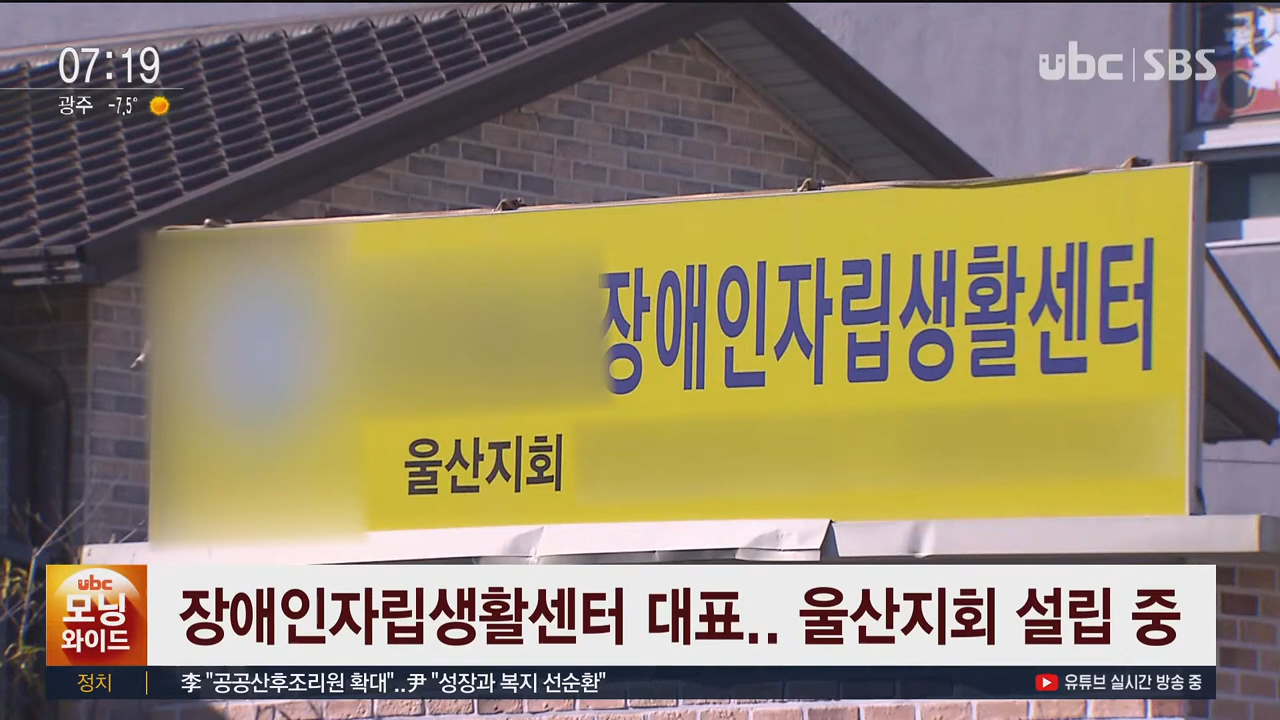 07:19
광주 -7.5°
ubc SBS
장애인자립생활센터
울산지회
ubc
모닝
와이드
장애인자립생활센터 대표.. 울산지회 설립 중
정치 李 "공공산후조리원 확대"..尹 "성장과 복지 선순환"
유튜브 실시간 방송 중